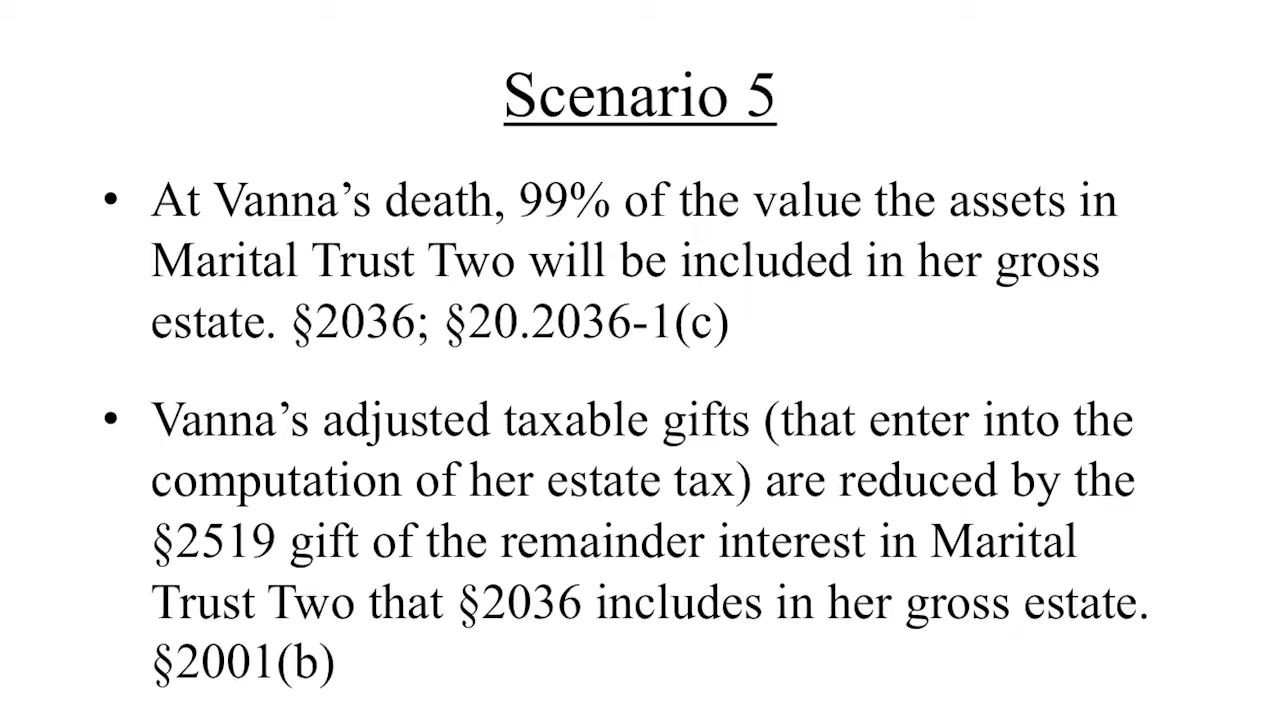 Scenario 5
• At Vanna’s death, 99% of the value the assets in
Marital Trust Two will be included in her gross
estate. §2036; §20.2036-1(c)
• Vanna’s adjusted taxable gifts (that enter into the
computation of her estate tax) are reduced by the
§2519 gift of the remainder interest in Marital
Trust Two that §2036 includes in her gross estate.
§2001(b)